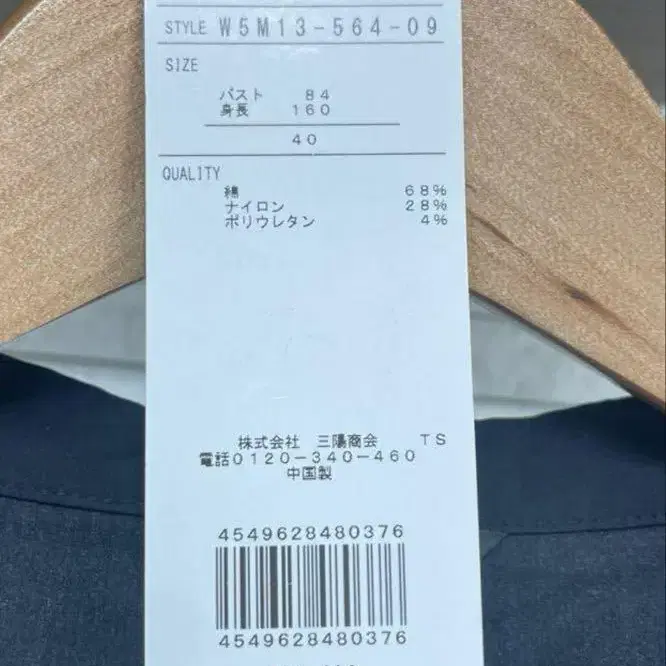 STYLE W5M13-564-09
SIZE
バスト 84
身長 160
40
QUALITY
綿 68%
ナイロン 28%
ポリウレタン 4%
株式会社 三陽商会 TS
電話0120-340-460
中国製
4549628480376
4549628480376